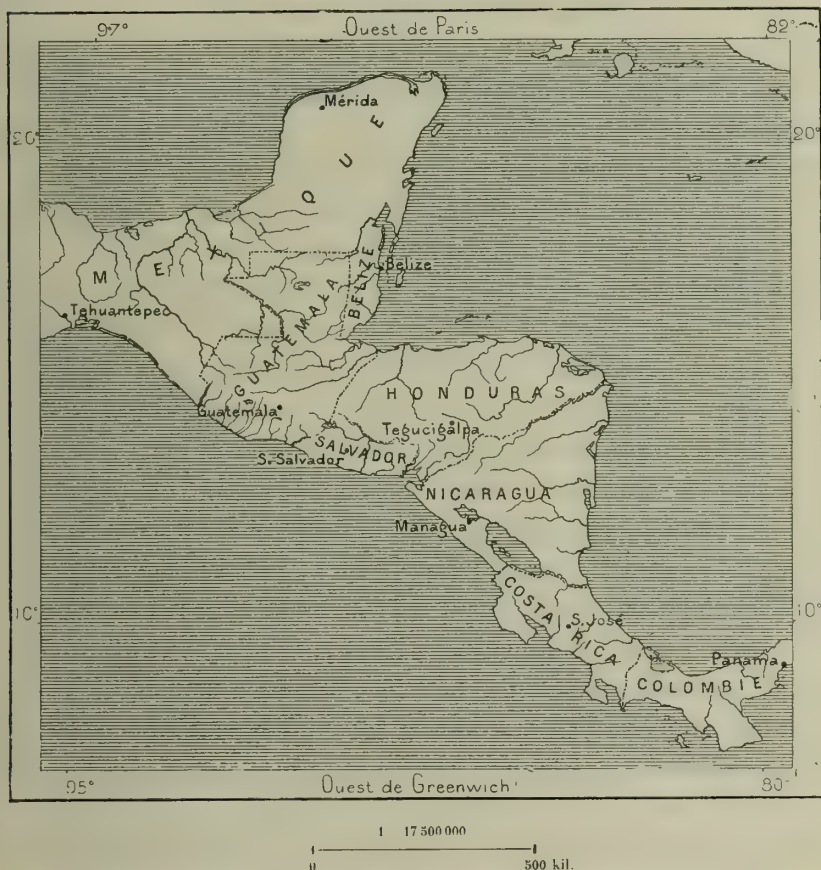 97° Ouest de Paris 82°
Mérida
20° 20°
MEXIQUE
Belize
BELIZE
Tehuantepec
GUATEMALA
HONDURAS
Guatemala
Tegucigalpa
SALVADOR
S. Salvador
NICARAGUA
Managua
COSTA RICA
10° S. José 10°
Panama
COLOMBIE
95° Ouest de Greenwich 80°
1 17 500 000
0 500 kil.